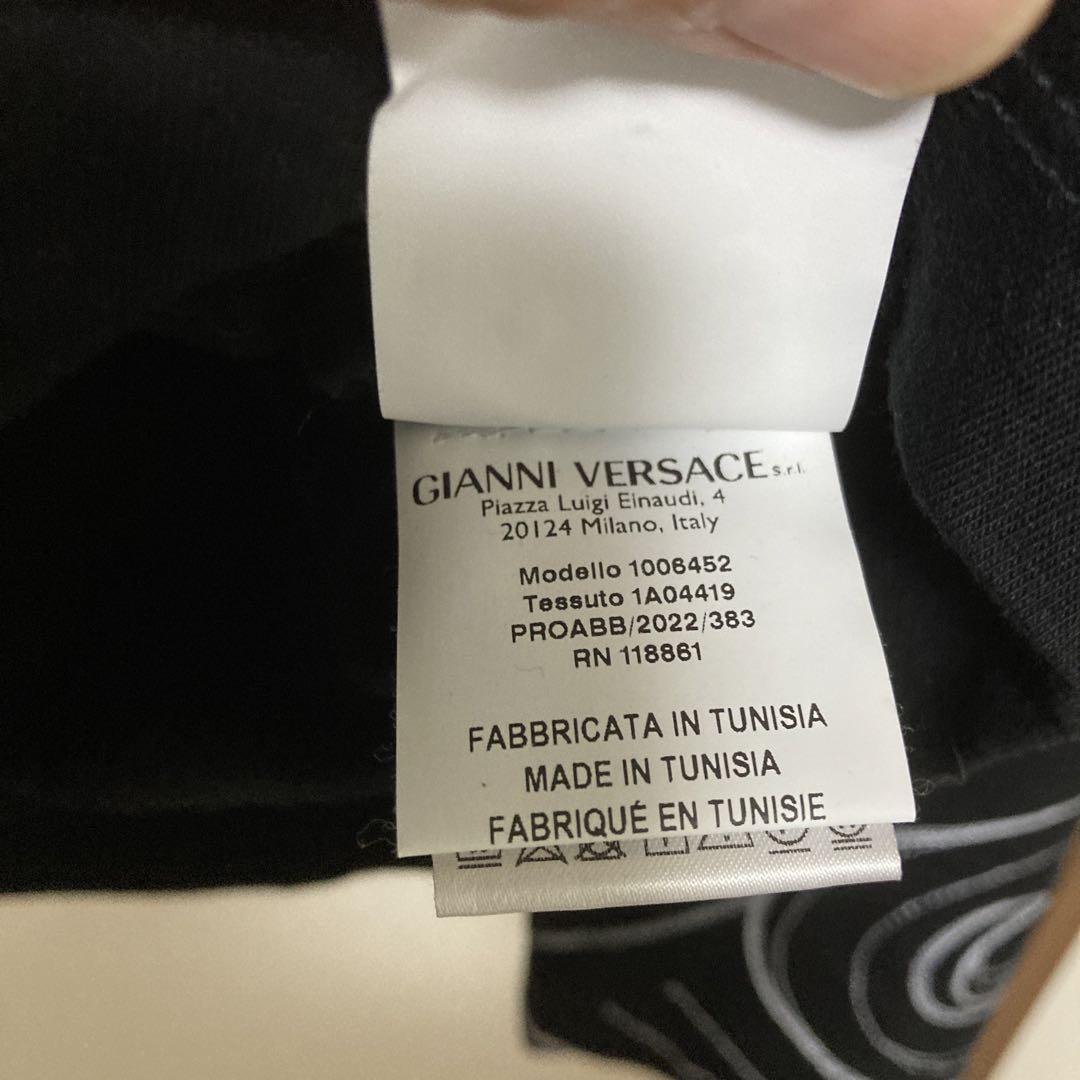 GIANNI VERSACE s.r.l.
Piazza Luigi Einaudi, 4
20124 Milano, Italy
Modello 1006452
Tessuto 1A04419
PROABB/2022/383
RN 118861
FABBRICATA IN TUNISIA
MADE IN TUNISIA
FABRIQUÉ EN TUNISIE